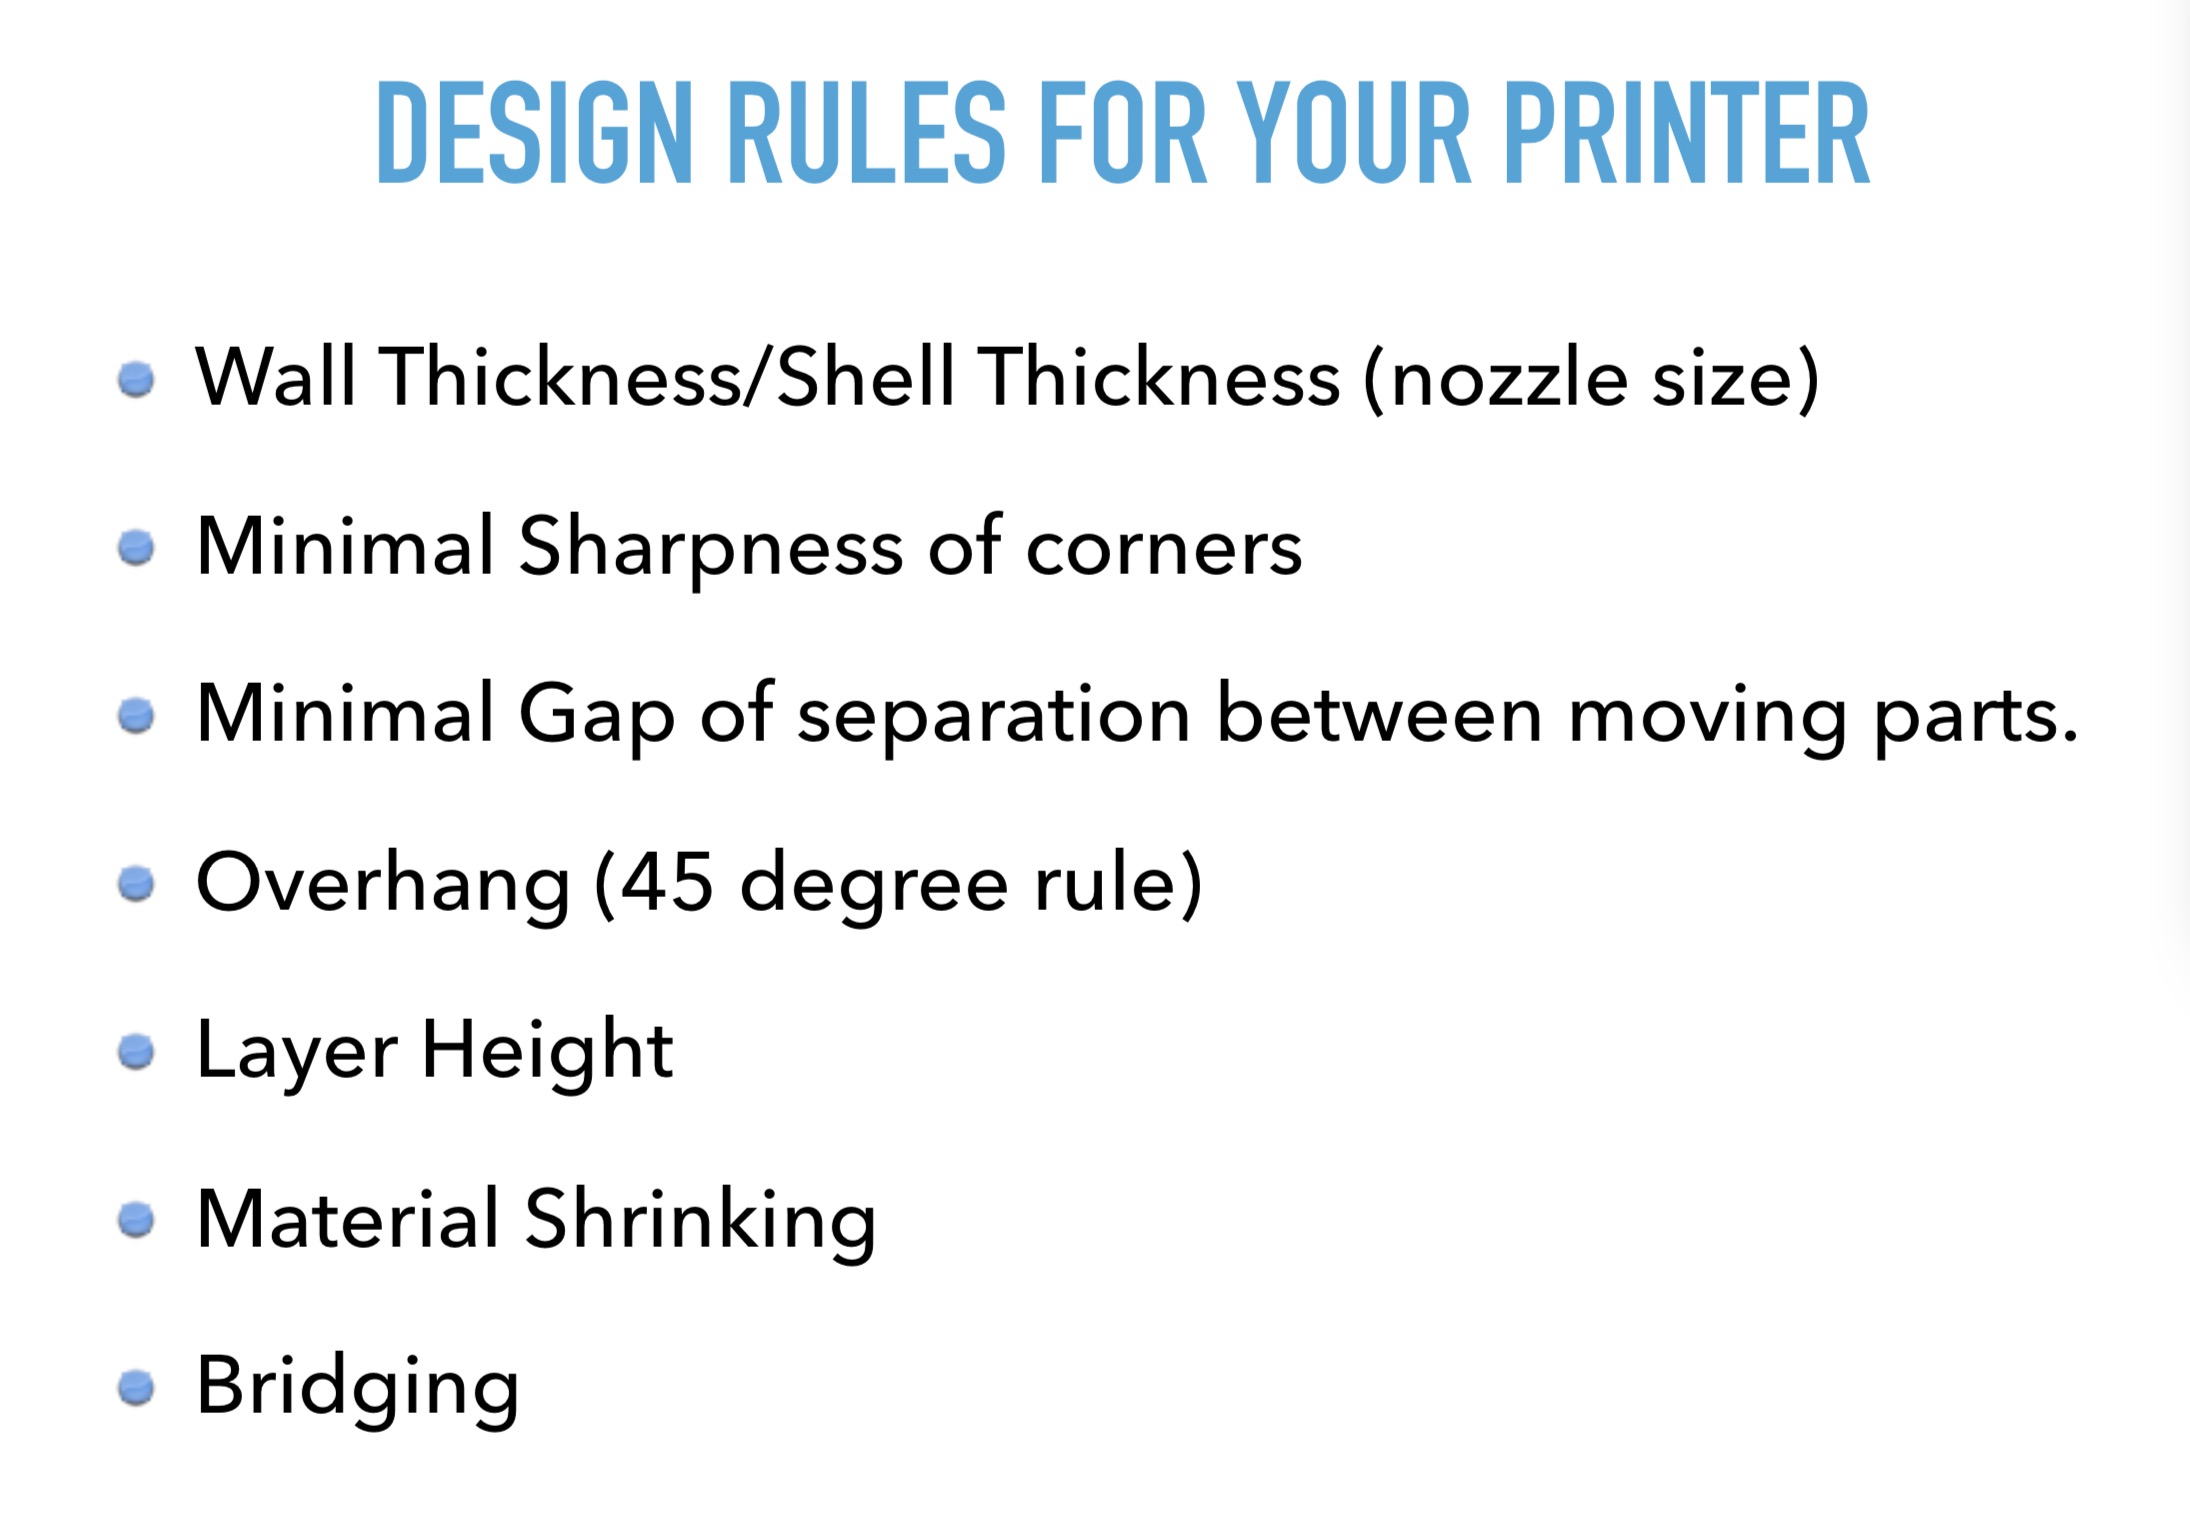 DESIGN RULES FOR YOUR PRINTER
Wall Thickness/Shell Thickness (nozzle size)
Minimal Sharpness of corners
Minimal Gap of separation between moving parts.
Overhang (45 degree rule)
Layer Height
Material Shrinking
Bridging